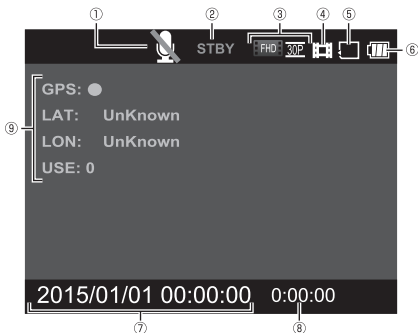 ① ② ③ ④ ⑤
STBY FHD 30P ⑥
⑨ GPS:
LAT: UnKnown
LON: UnKnown
USE: 0
2015/01/01 00:00:00 0:00:00
⑦ ⑧